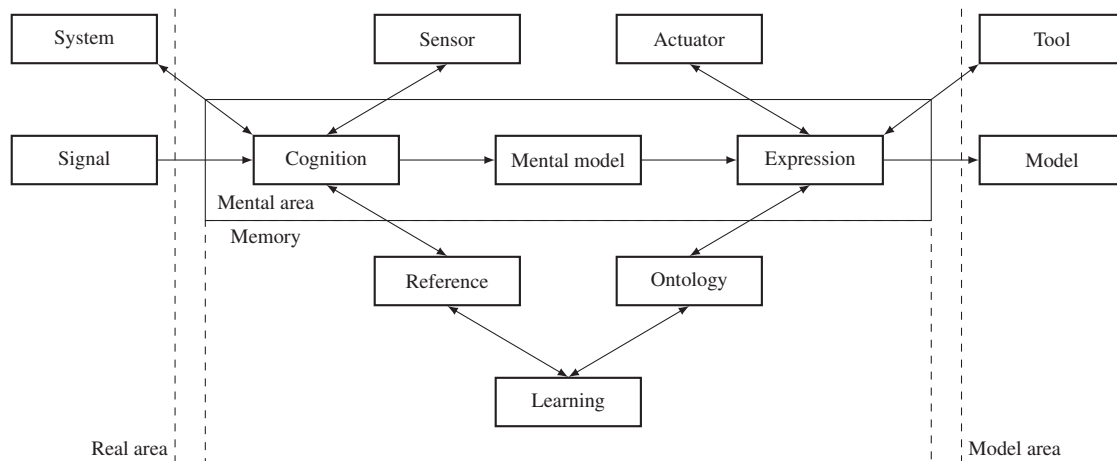 System
Sensor
Actuator
Tool
Signal
Cognition
Mental model
Expression
Model
Mental area
Memory
Reference
Ontology
Learning
Real area
Model area